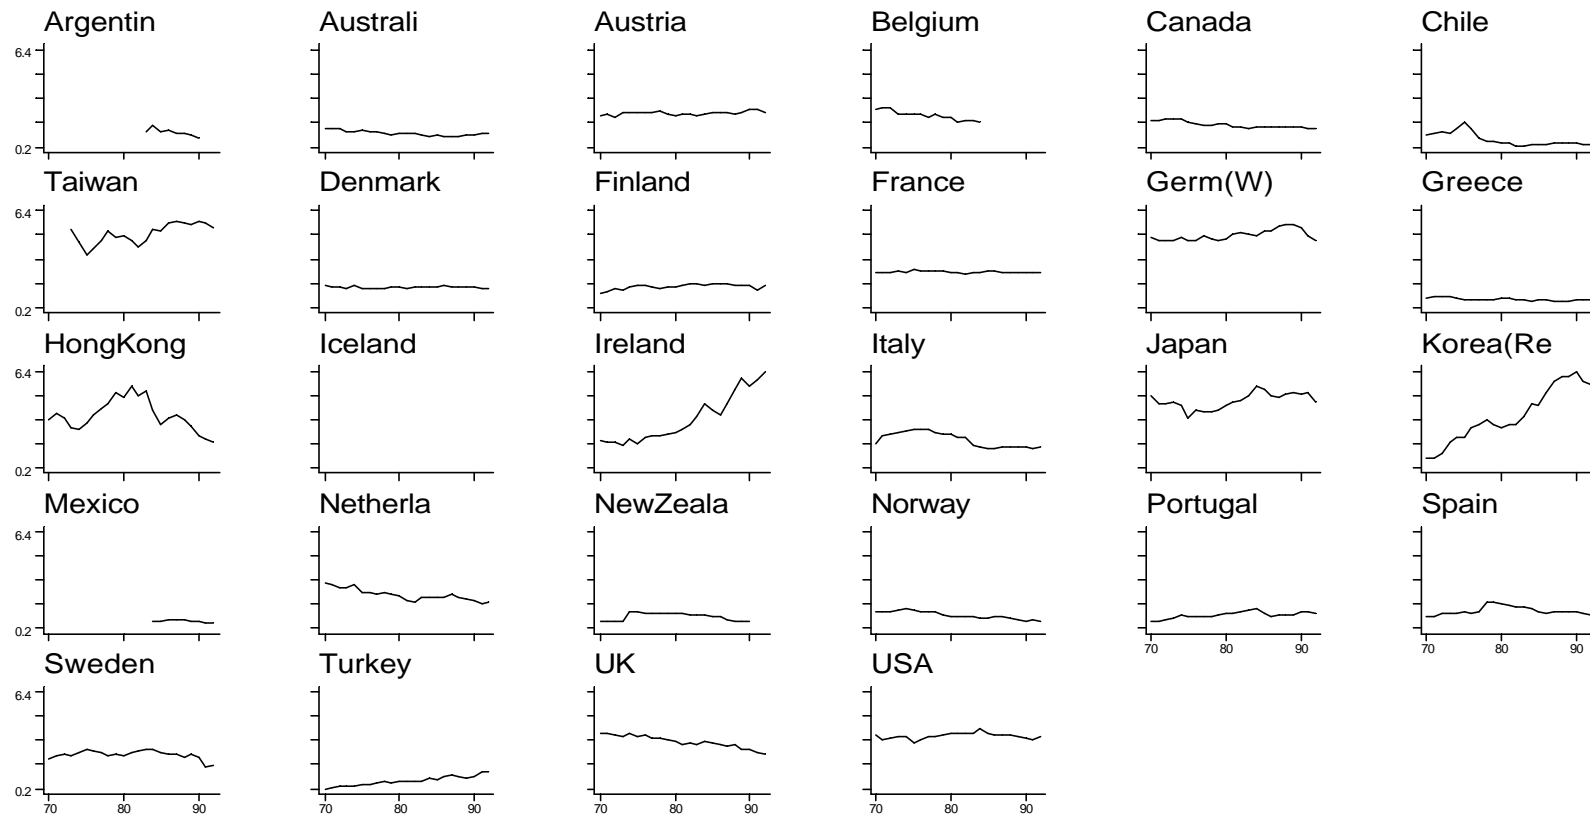 Argentin Australi Austria Belgium Canada Chile
6.4
0.2
Taiwan Denmark Finland France Germ(W) Greece
6.4
0.2
HongKong Iceland Ireland Italy Japan Korea(Re
6.4
0.2
Mexico Netherla NewZeala Norway Portugal Spain
6.4
0.2
70 80 90 70 80 90
Sweden Turkey UK USA
6.4
0.2
70 80 90 70 80 90 70 80 90 70 80 90